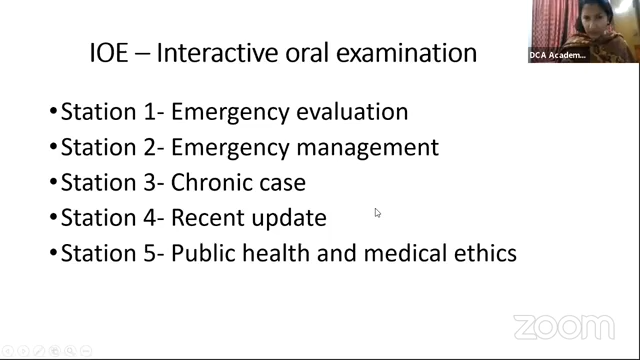 IOE – Interactive oral examination
DCA Academ...
•Station 1- Emergency evaluation
•Station 2- Emergency management
•Station 3- Chronic case
•Station 4- Recent update
•Station 5- Public health and medical ethics
zoom